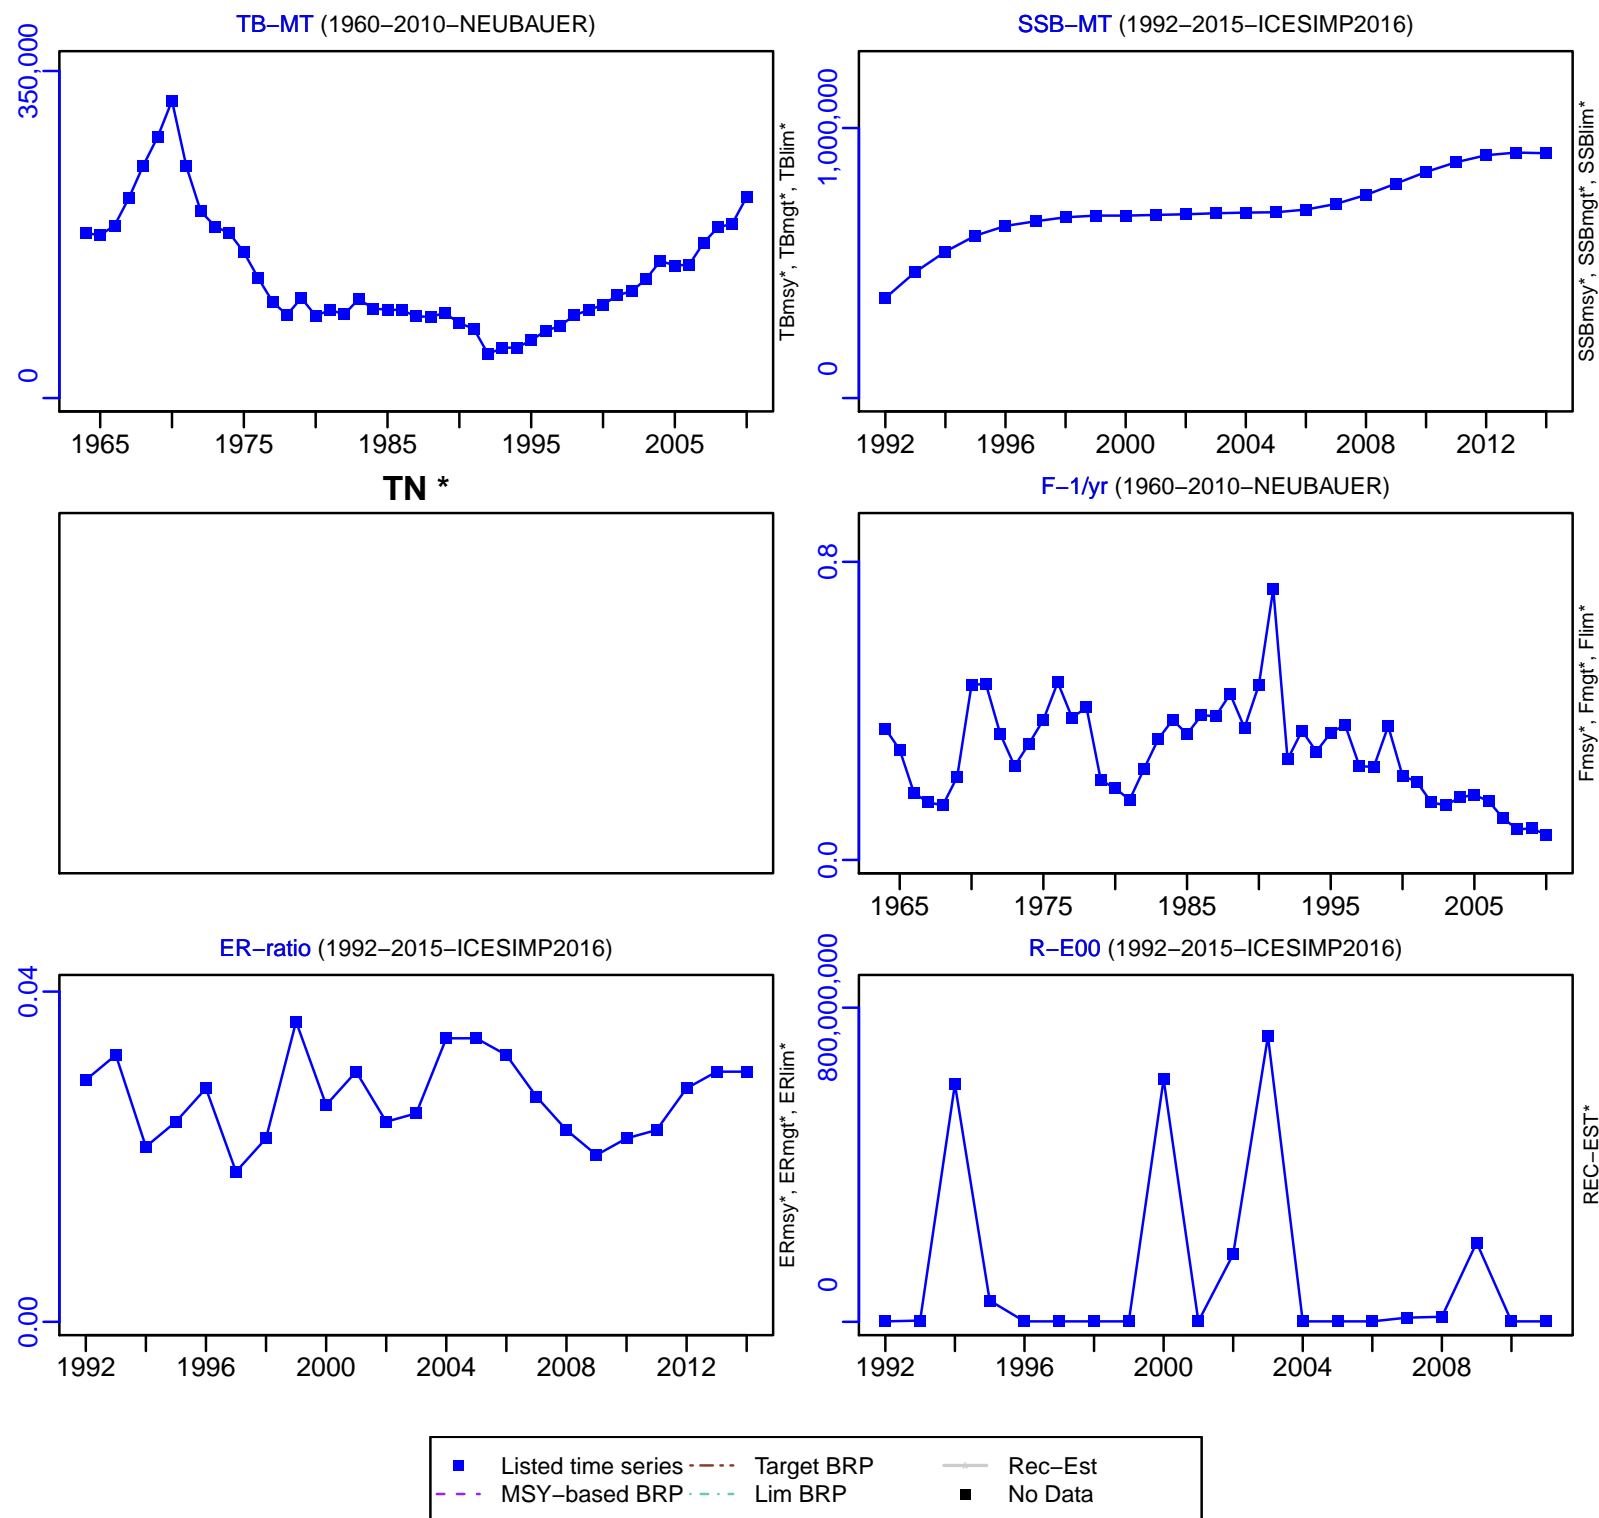 TB−MT (1960−2010−NEUBAUER)
350,000
0
TBmsy*, TBmgt*, TBlim*
1965 1975 1985 1995 2005
SSB−MT (1992−2015−ICESIMP2016)
1,000,000
0
SSBmsy*, SSBmgt*, SSBlim*
1992 1996 2000 2004 2008 2012
TN *
F−1/yr (1960−2010−NEUBAUER)
0.8
0.0
Fmsy*, Fmgt*, Flim*
1965 1975 1985 1995 2005
ER−ratio (1992−2015−ICESIMP2016)
0.04
0.00
ERmsy*, ERmgt*, ERlim*
1992 1996 2000 2004 2008 2012
R−E00 (1992−2015−ICESIMP2016)
800,000,000
0
REC−EST*
1992 1996 2000 2004 2008
Listed time series Target BRP Rec−Est
MSY−based BRP Lim BRP No Data